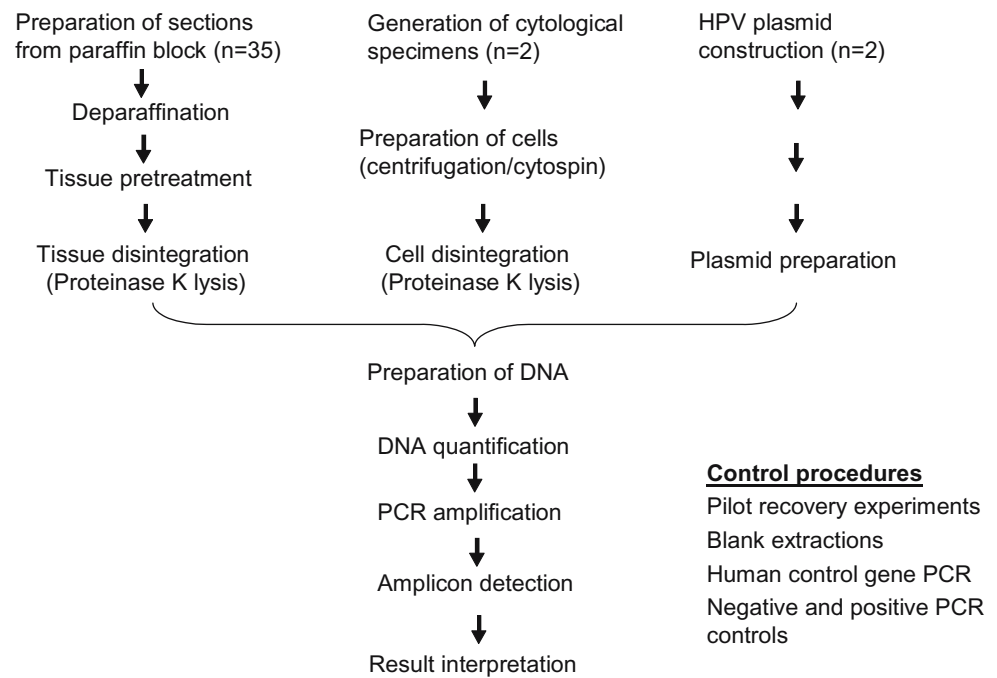 Preparation of sections
from paraffin block (n=35)
Deparaffination
Tissue pretreatment
Tissue disintegration
(Proteinase K lysis)
Generation of cytological
specimens (n=2)
Preparation of cells
(centrifugation/cytospin)
Cell disintegration
(Proteinase K lysis)
HPV plasmid
construction (n=2)
Plasmid preparation
Preparation of DNA
DNA quantification
PCR amplification
Amplicon detection
Result interpretation
Control procedures
Pilot recovery experiments
Blank extractions
Human control gene PCR
Negative and positive PCR
controls